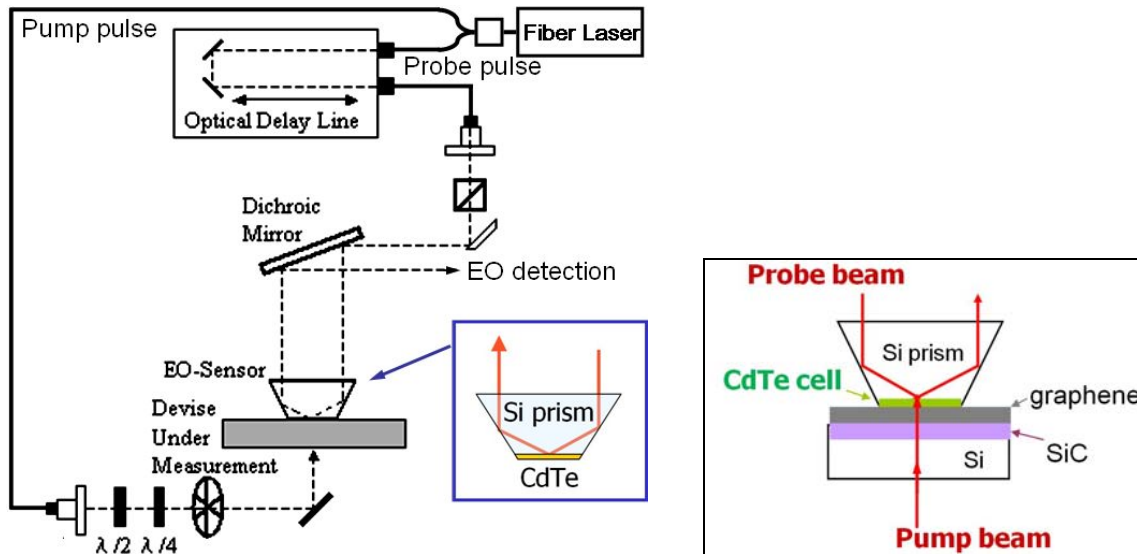 Pump pulse
Fiber Laser
Probe pulse
Optical Delay Line
Dichroic
Mirror
EO detection
EO-Sensor
Devise
Under
Measurement
λ/2
λ/4
Si prism
CdTe
Probe beam
Si prism
CdTe cell
graphene
SiC
Si
Pump beam